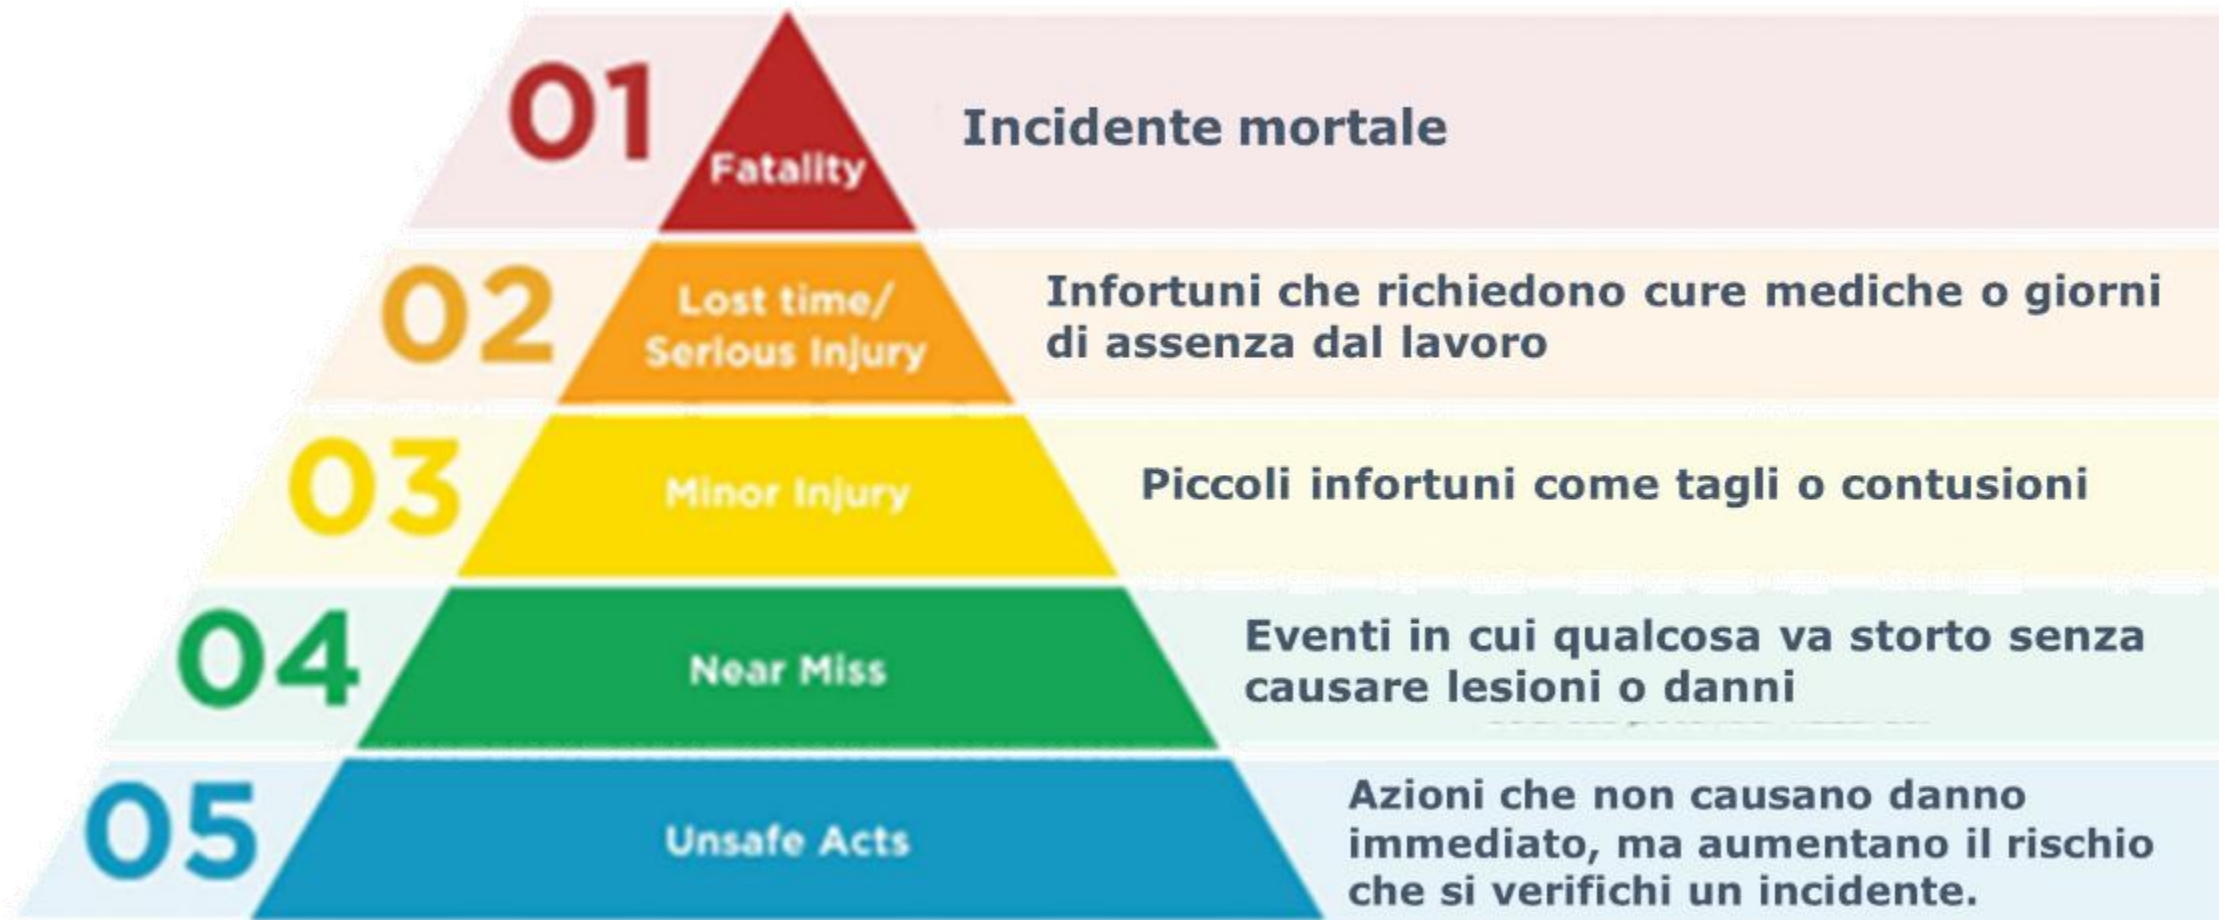 01
Fatality
Incidente mortale
02
Lost time/
Serious Injury
Infortuni che richiedono cure mediche o giorni
di assenza dal lavoro
03
Minor Injury
Piccoli infortuni come tagli o contusioni
04
Near Miss
Eventi in cui qualcosa va storto senza
causare lesioni o danni
05
Unsafe Acts
Azioni che non causano danno
immediato, ma aumentano il rischio
che si verifichi un incidente.